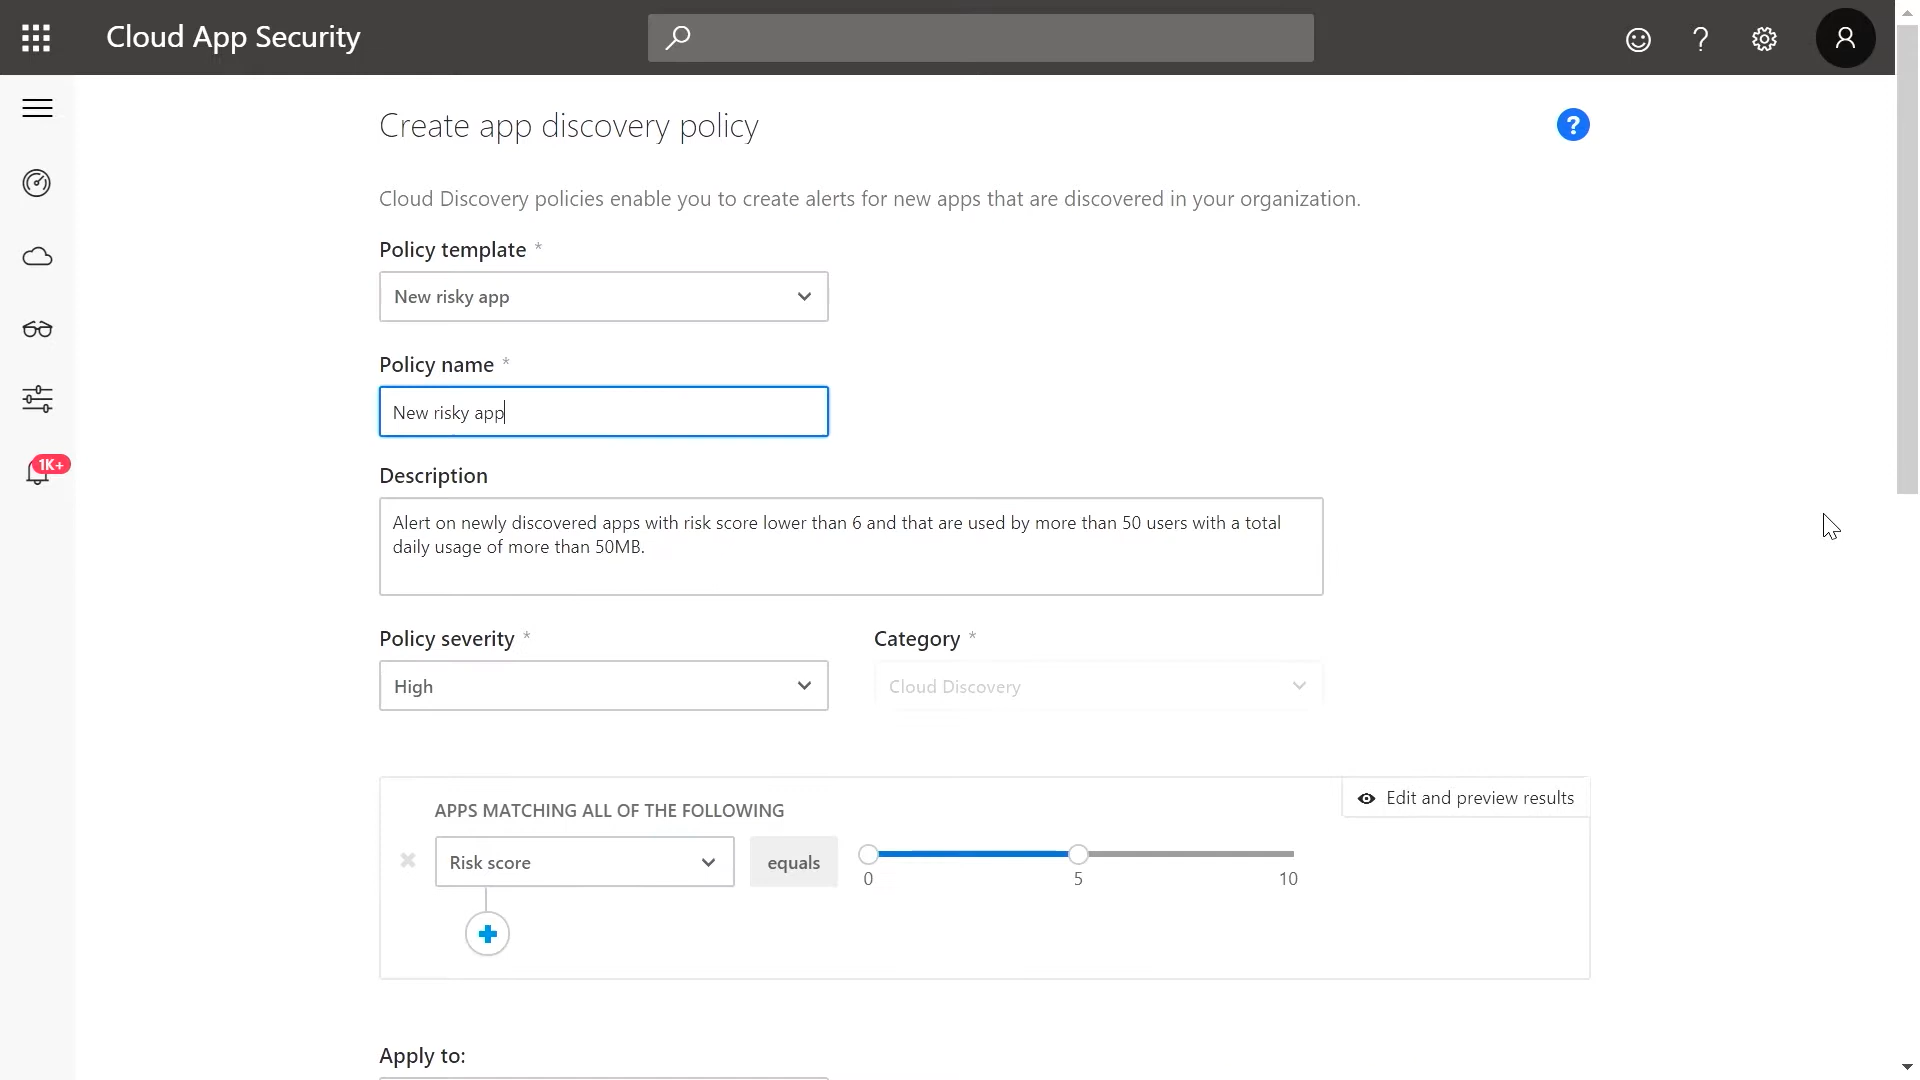 Cloud App Security
Create app discovery policy
?
Cloud Discovery policies enable you to create alerts for new apps that are discovered in your organization.
Policy template *
New risky app
Policy name *
New risky app
1K+
Description
Alert on newly discovered apps with risk score lower than 6 and that are used by more than 50 users with a total
daily usage of more than 50MB.
Policy severity *
Category *
High
Cloud Discovery
Edit and preview results
APPS MATCHING ALL OF THE FOLLOWING
Risk score
equals
0 5 10
Apply to: